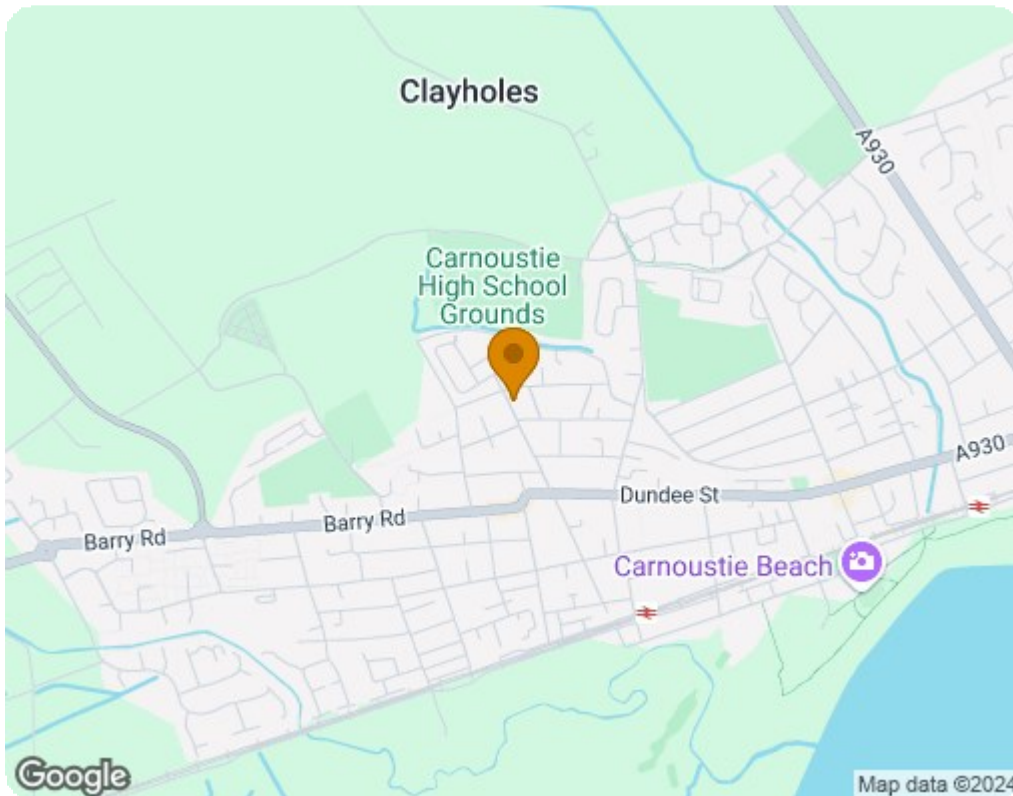 Clayholes
A930
Carnoustie
High School
Grounds
A930
Dundee St
Barry Rd
Barry Rd
Carnoustie Beach
Google
Map data ©2024